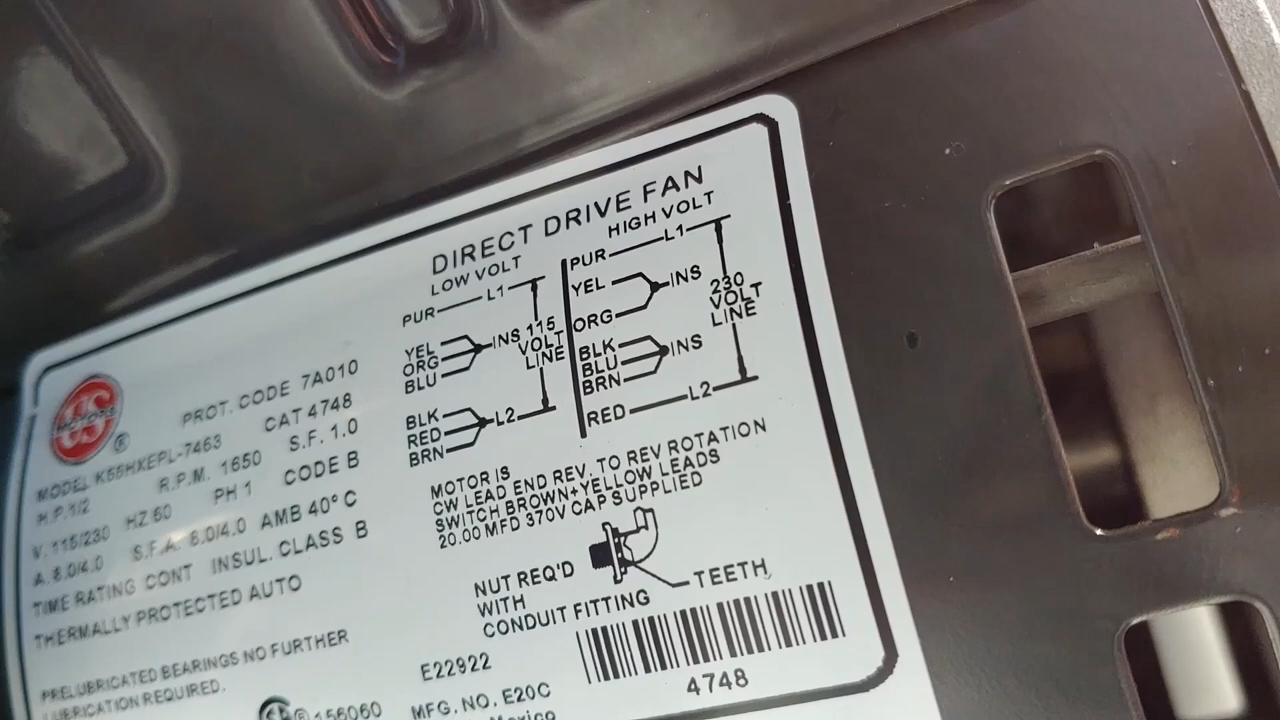 DIRECT DRIVE FAN
LOW VOLT
PUR L1
YEL
ORG
BLU
INS
115
VOLT
LINE
BLK
RED
BRN
L2
HIGH VOLT
PUR L1
YEL
ORG
INS
230
VOLT
LINE
BLK
BLU
BRN
INS
RED L2
US
MOTORS
®
PROT. CODE 7A010
MODEL K55HXEPL-7463 CAT 4748
H.P. 1/2 R.P.M. 1650 S.F. 1.0
V. 115/230 HZ 60 PH 1 CODE B
A. 8.0/4.0 S.F.A. 8.0/4.0 AMB 40° C
TIME RATING CONT INSUL. CLASS B
THERMALLY PROTECTED AUTO
PRELUBRICATED BEARINGS NO FURTHER
LUBRICATION REQUIRED.
MOTOR IS
CW LEAD END REV. TO REV ROTATION
SWITCH BROWN+YELLOW LEADS
20.00 MFD 370V CAP SUPPLIED
NUT REQ'D
WITH
CONDUIT FITTING
TEETH
E22922
4748
® 156060
MFG. NO. E20C
Mexico